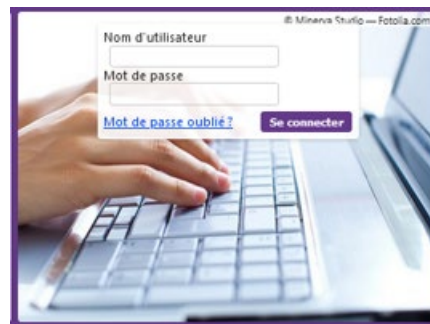 © Minerva Studio — Fotolia.com
Nom d'utilisateur
Mot de passe
Mot de passe oublié ?
Se connecter